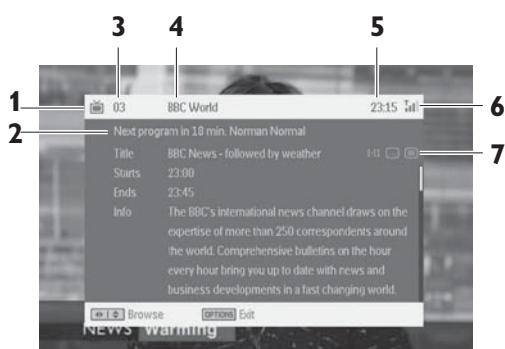 3 4 5
1 03 BBC World 23:15 6
2 Next program in 18 min. Norman Normal
Title BBC News - followed by weather 7
Starts 23:00
Ends 23:45
Info The BBC's international news channel draws on the
expertise of more than 250 correspondents around
the world. Comprehensive bulletins on the hour
every hour bring you up to date with news and
business developments in a fast changing world.
Browse OPTIONS Exit
NEWS Warming